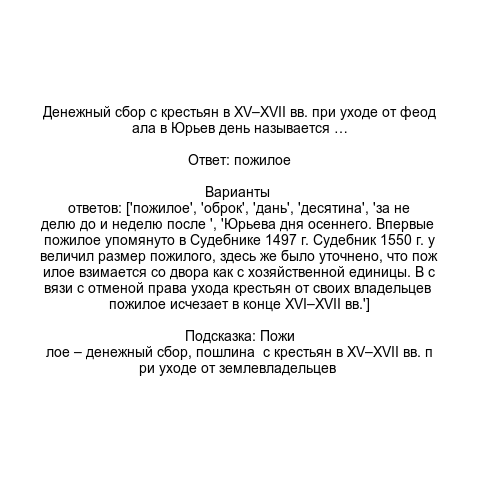 Денежный сбор с крестьян в XV–XVII вв. при уходе от феод
ала в Юрьев день называется …
Ответ: пожилое
Варианты
ответов: ['пожилое', 'оброк', 'дань', 'десятина', 'за не
делю до и неделю после ', 'Юрьева дня осеннего. Впервые
пожилое упомянуто в Судебнике 1497 г. Судебник 1550 г. у
величил размер пожилого, здесь же было уточнено, что пож
илое взимается со двора как с хозяйственной единицы. В с
вязи с отменой права ухода крестьян от своих владельцев
пожилое исчезает в конце XVI–XVII вв.']
Подсказка: Пожи
лое – денежный сбор, пошлина  с крестьян в XV–XVII вв. п
ри уходе от землевладельцев